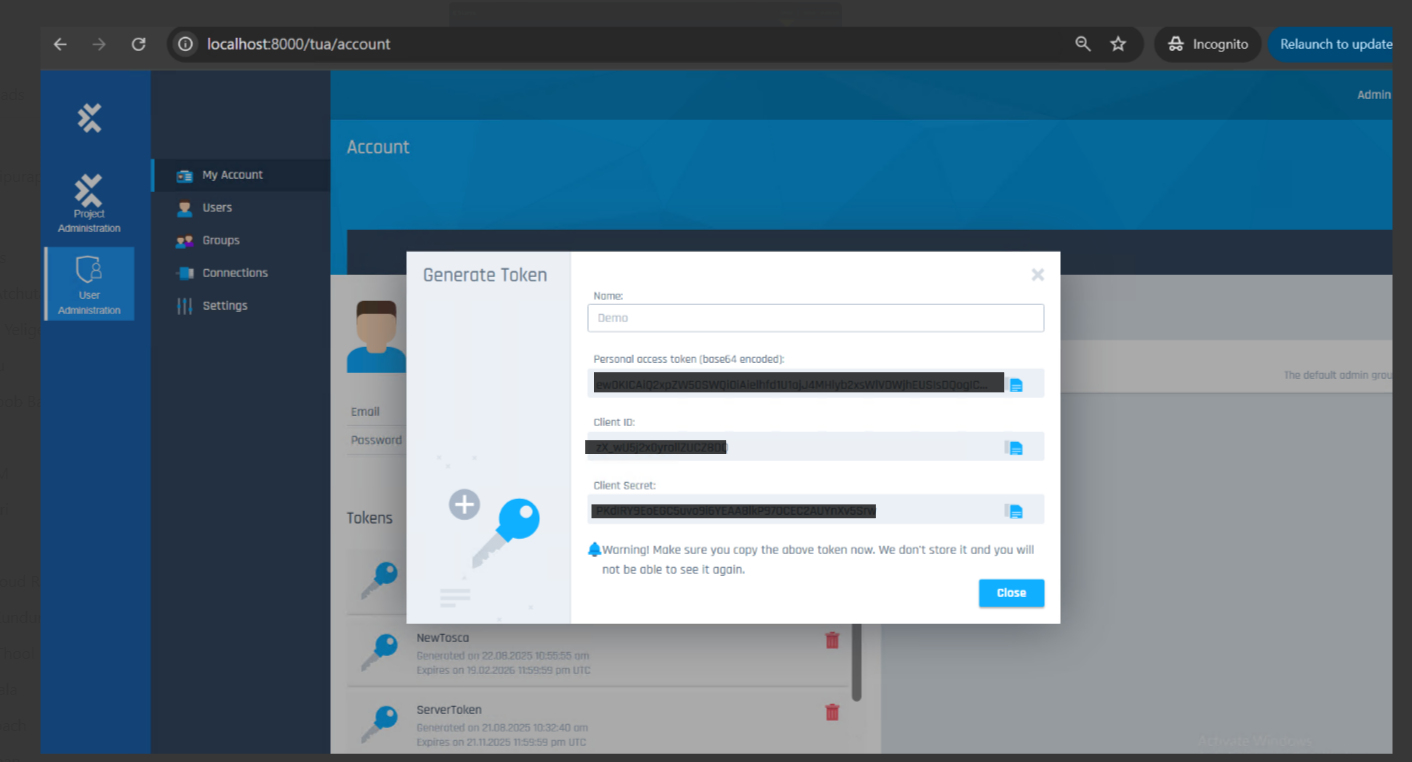 localhost:8000/tua/account
Incognito
Relaunch to update
Admin
Account
Project
Administration
User
Administration
My Account
Users
Groups
Connections
Settings
Generate Token
Name:
Demo
Personal access token (base64 encoded):
Client ID:
Client Secret:
Warning! Make sure you copy the above token now. We don't store it and you will
not be able to see it again.
Close
The default admin grou
Email
Password
Tokens
NewTosca
Generated on 22.08.2025 10:55:55 am
Expires on 19.02.2026 11:59:59 pm UTC
ServerToken
Generated on 21.08.2025 10:32:40 am
Expires on 21.11.2025 11:59:59 pm UTC
Activate Windows